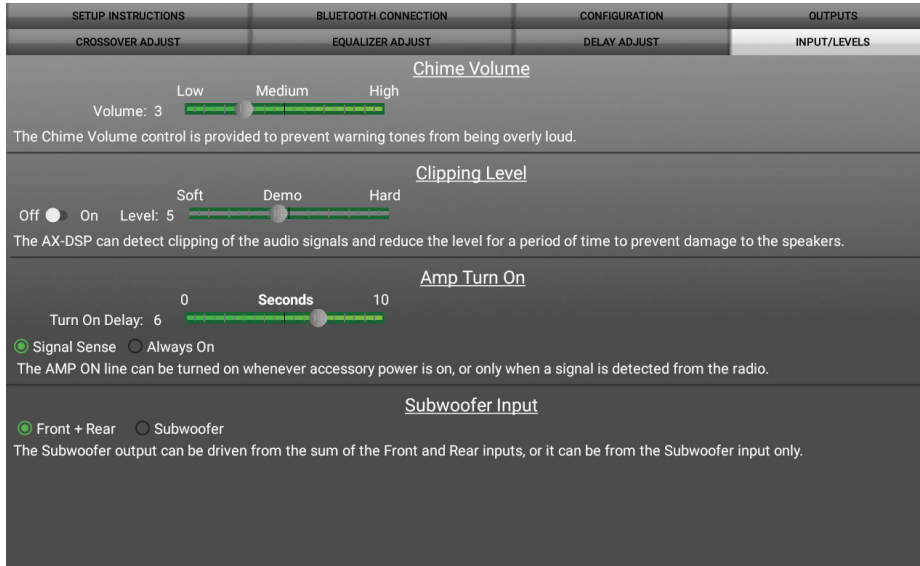 SETUP INSTRUCTIONS BLUETOOTH CONNECTION CONFIGURATION OUTPUTS
CROSSOVER ADJUST EQUALIZER ADJUST DELAY ADJUST INPUT/LEVELS
Chime Volume
Low Medium High
Volume: 3
The Chime Volume control is provided to prevent warning tones from being overly loud.
Clipping Level
Soft Demo Hard
Off On Level: 5
The AX-DSP can detect clipping of the audio signals and reduce the level for a period of time to prevent damage to the speakers.
Amp Turn On
0 Seconds 10
Turn On Delay: 6
Signal Sense Always On
The AMP ON line can be turned on whenever accessory power is on, or only when a signal is detected from the radio.
Subwoofer Input
Front + Rear Subwoofer
The Subwoofer output can be driven from the sum of the Front and Rear inputs, or it can be from the Subwoofer input only.